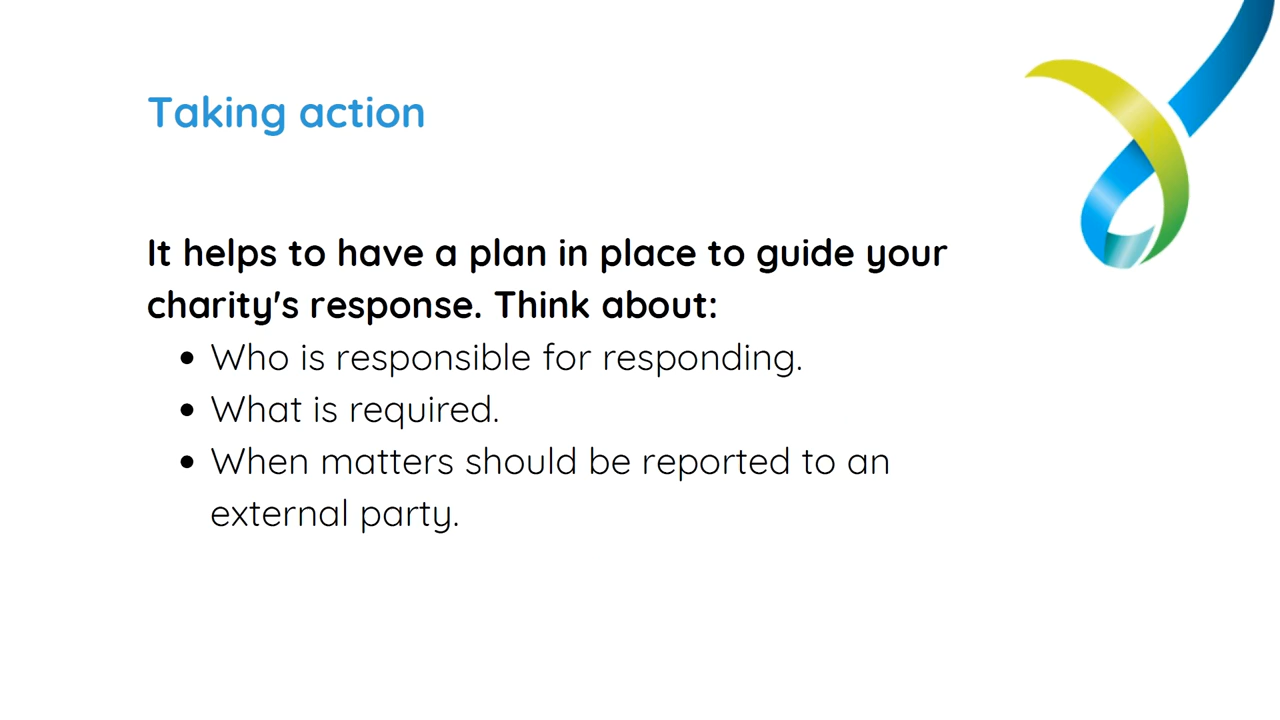 Taking action
It helps to have a plan in place to guide your
charity's response. Think about:
• Who is responsible for responding.
• What is required.
• When matters should be reported to an
external party.